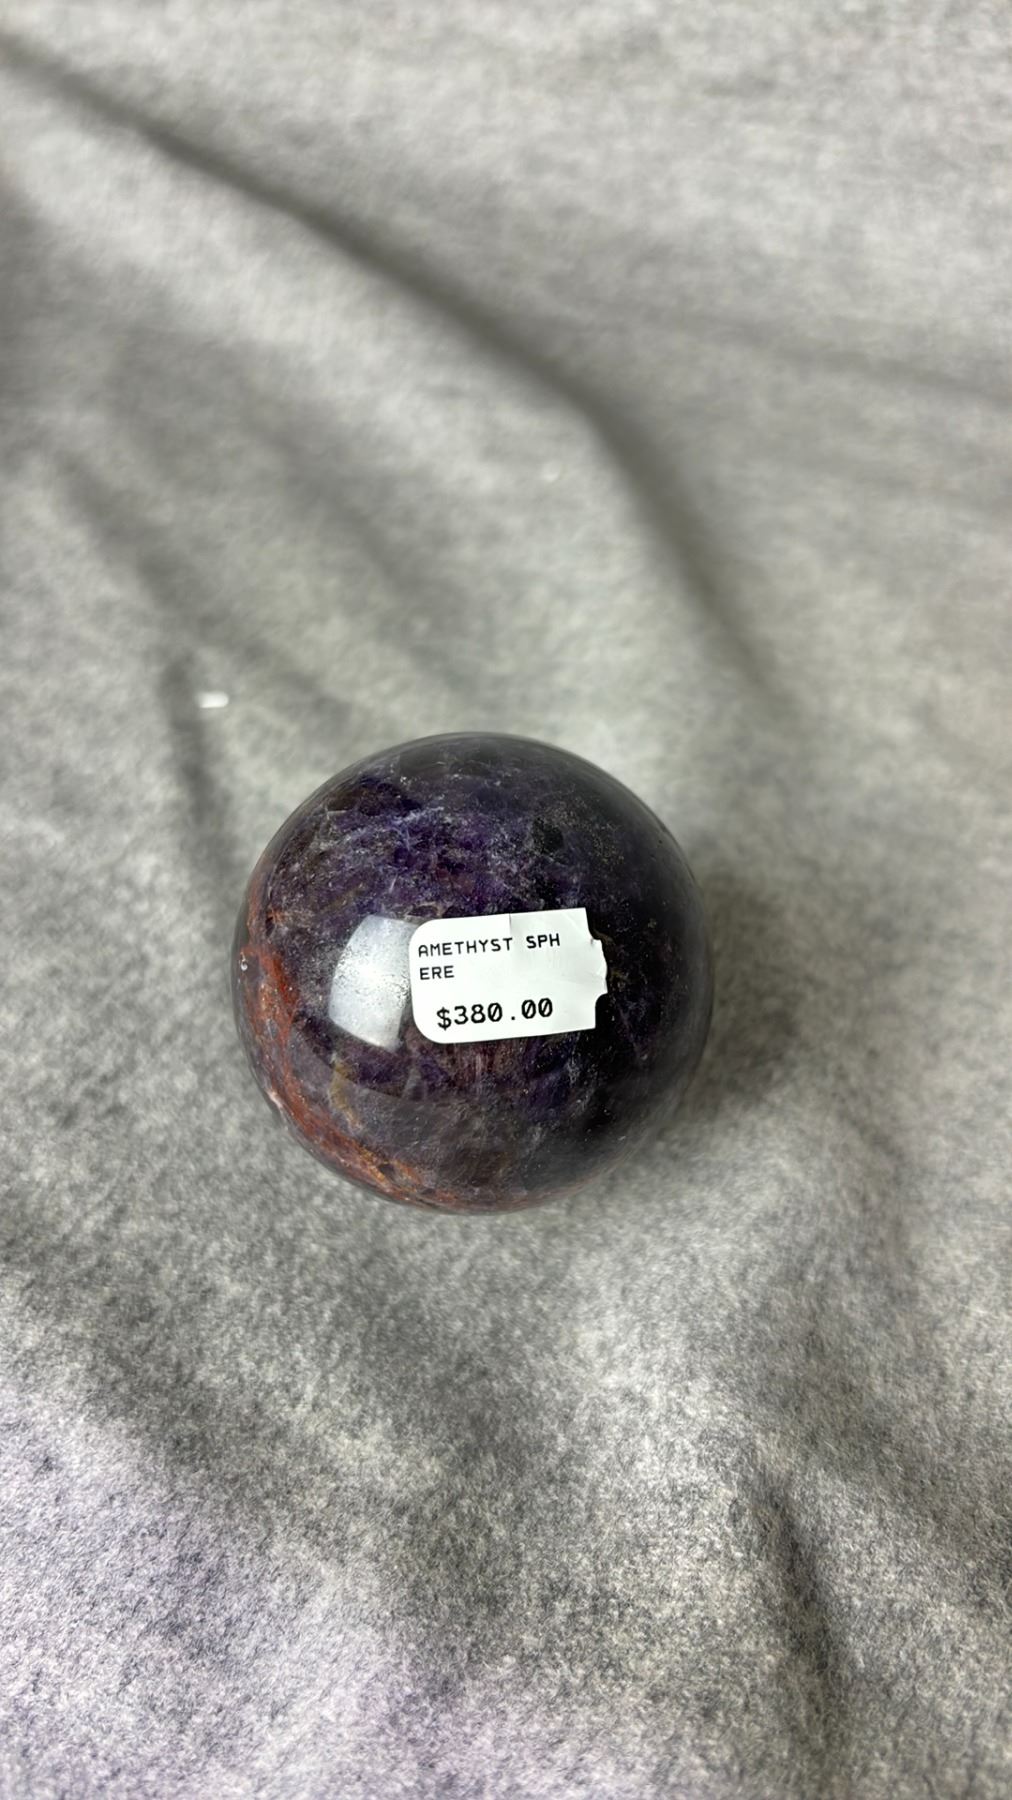 AMETHYST SPH
ERE
$380.00